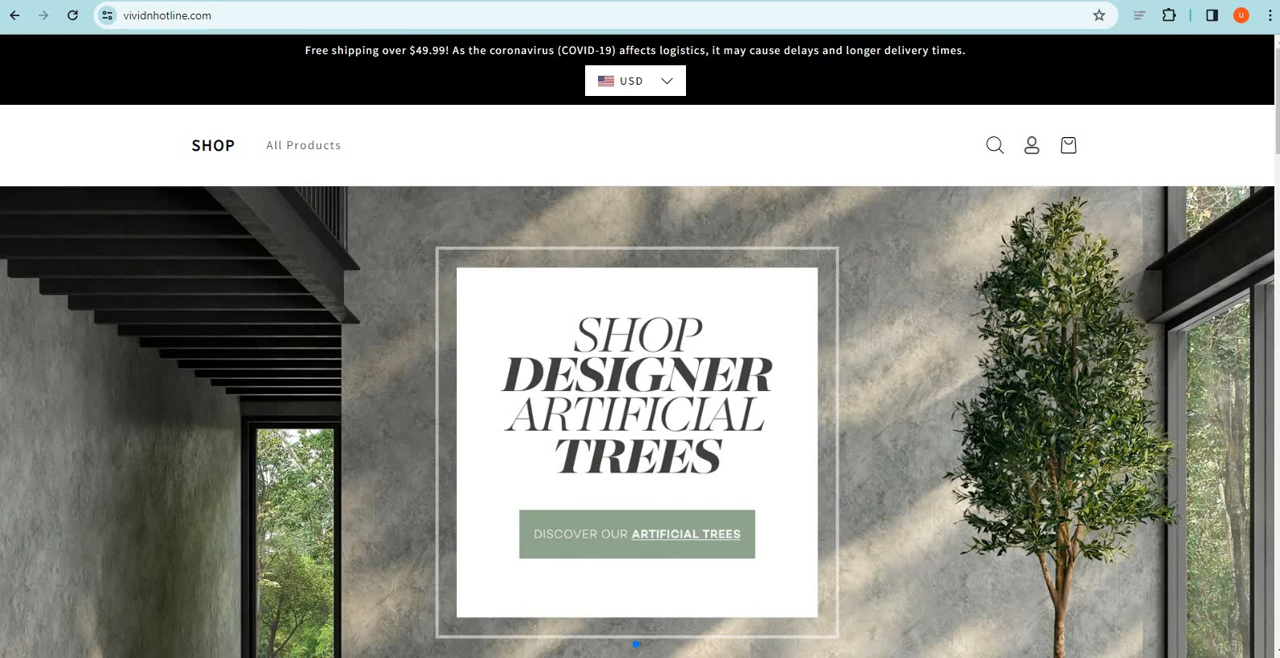 vividnhotline.com
u
Free shipping over $49.99! As the coronavirus (COVID-19) affects logistics, it may cause delays and longer delivery times.
USD
SHOP All Products
SHOP
DESIGNER
ARTIFICIAL
TREES
DISCOVER OUR ARTIFICIAL TREES